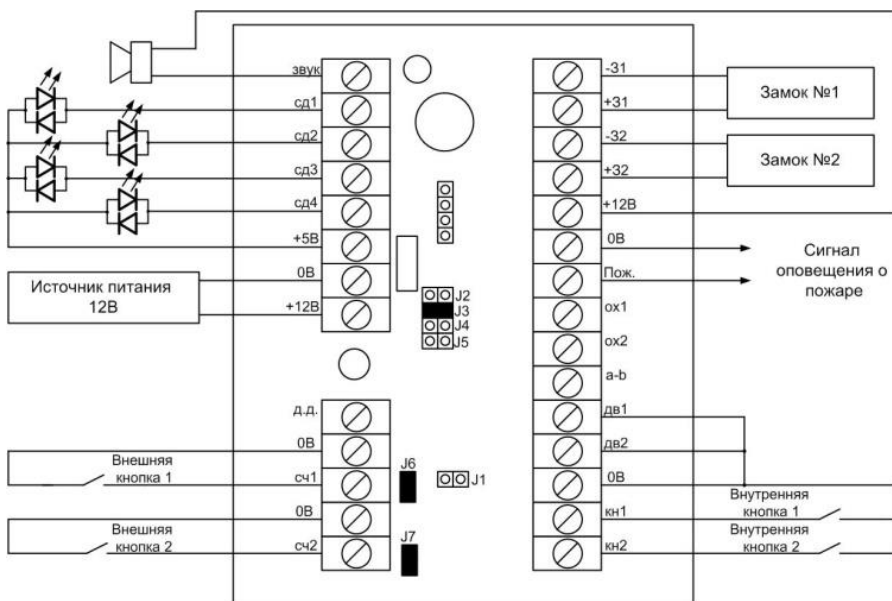 звук
сд1
сд2
сд3
сд4
+5В
0В
+12В
Источник питания
12В
д.д.
0В
сч1
0В
сч2
Внешняя
кнопка 1
Внешняя
кнопка 2
J2
J3
J4
J5
J6
J1
J7
-З1
+З1
-З2
+З2
+12В
0В
Пож.
ox1
ox2
a-b
дв1
дв2
0В
кн1
кн2
Замок №1
Замок №2
Сигнал
оповещения о
пожаре
Внутренняя
кнопка 1
Внутренняя
кнопка 2